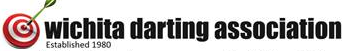 wichita darting association
Established 1980